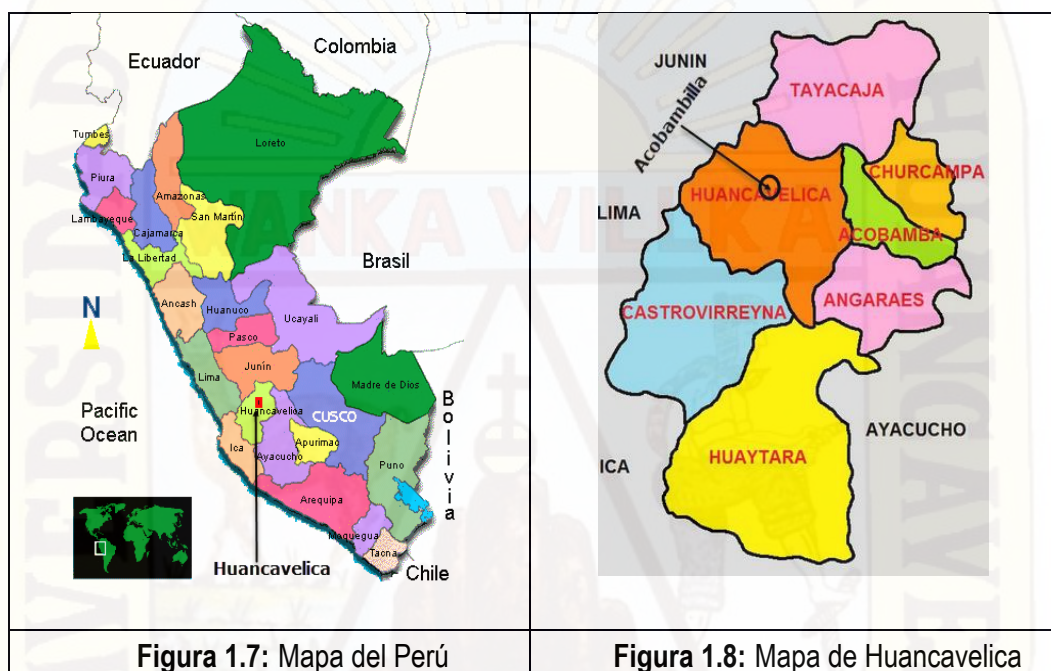 Colombia
Ecuador
Tumbes
Loreto
Piura
Amazonas
Lambayeque
San Martín
Cajamarca
La Libertad
Brasil
N
Ancash
Huanuco
Ucayali
Pasco
Junín
Lima
Madre de Dios
Pacific
Ocean
Huancavelica
CUSCO
Bolivia
Ica
Apurimac
Ayacucho
Puno
Arequipa
Moquegua
Tacna
Huancavelica
Chile
Figura 1.7: Mapa del Perú
JUNIN
TAYACAJA
Acobambilla
CHURCAMPA
HUANCAVELICA
LIMA
ACOBAMBA
CASTROVIRREYNA
ANGARAES
AYACUCHO
ICA
HUAYTARA
Figura 1.8: Mapa de Huancavelica